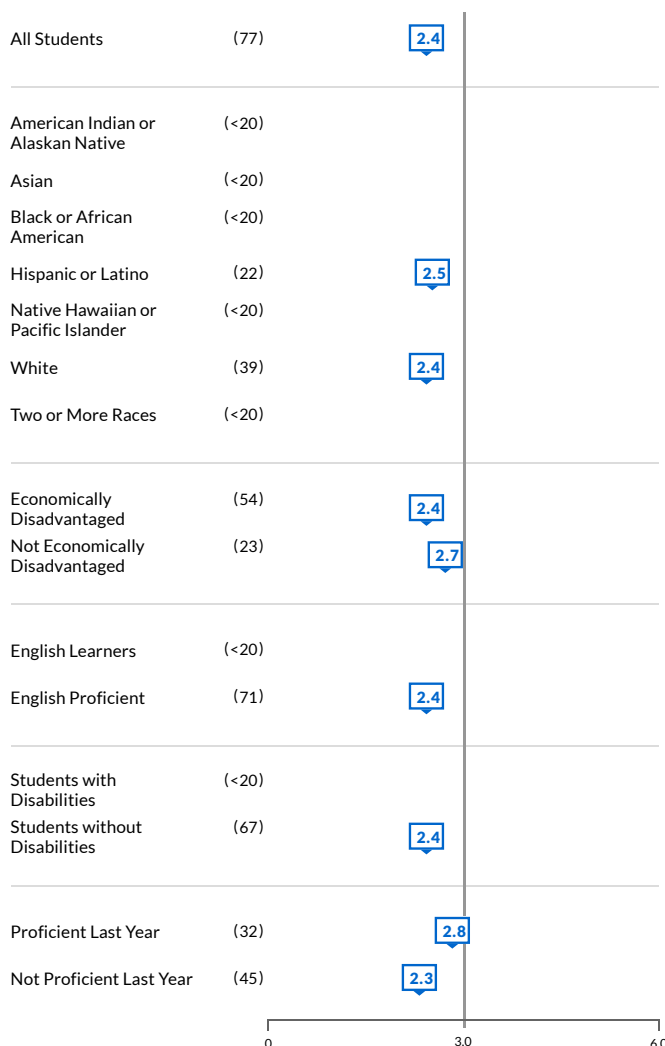 All Students (77) 2.4
American Indian or (<20)
Alaskan Native
Asian (<20)
Black or African (<20)
American
Hispanic or Latino (22) 2.5
Native Hawaiian or (<20)
Pacific Islander
White (39) 2.4
Two or More Races (<20)
Economically (54) 2.4
Disadvantaged
Not Economically (23) 2.7
Disadvantaged
English Learners (<20)
English Proficient (71) 2.4
Students with (<20)
Disabilities
Students without (67) 2.4
Disabilities
Proficient Last Year (32) 2.8
Not Proficient Last Year (45) 2.3
0 3.0 6.0